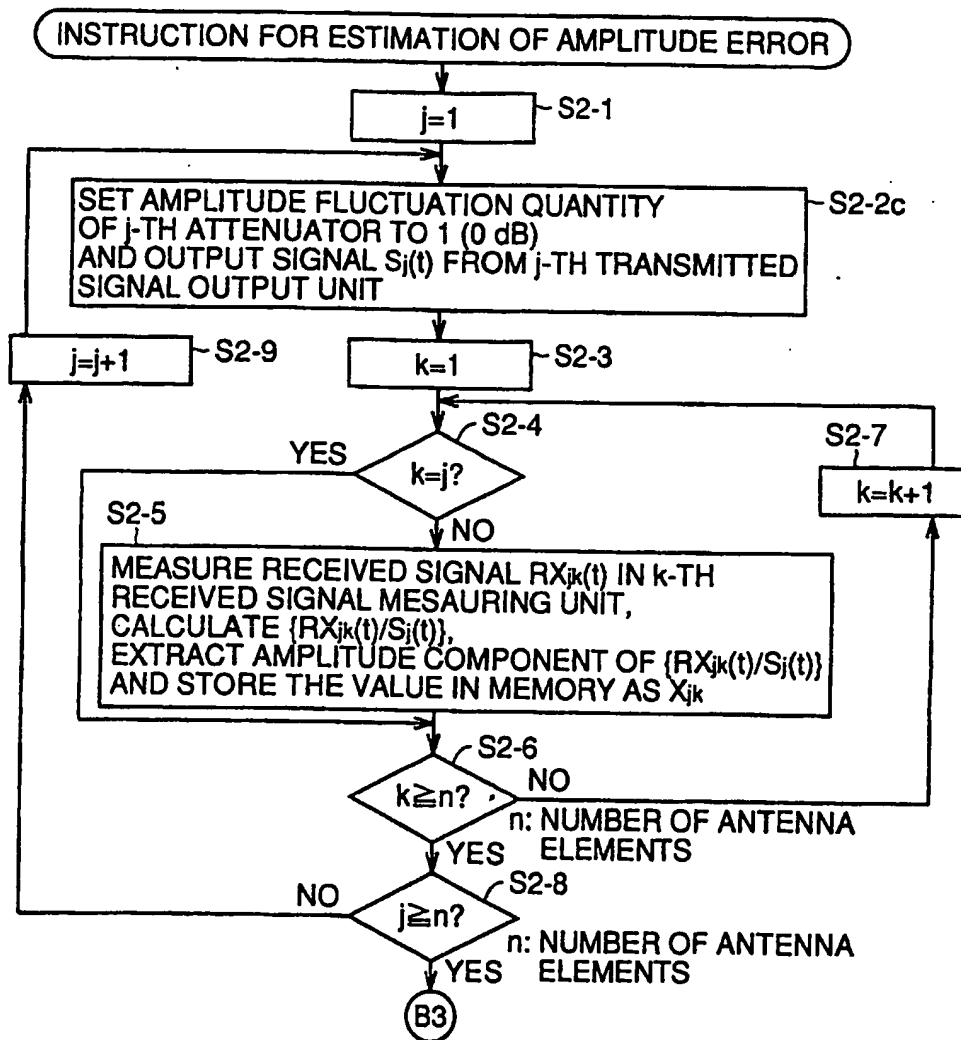 INSTRUCTION FOR ESTIMATION OF AMPLITUDE ERROR
j=1
S2-1
SET AMPLITUDE FLUCTUATION QUANTITY
OF j-TH ATTENUATOR TO 1 (0 dB)
AND OUTPUT SIGNAL Sj(t) FROM j-TH TRANSMITTED
SIGNAL OUTPUT UNIT
S2-2c
j=j+1
S2-9
k=1
S2-3
S2-4
YES
k=j?
NO
S2-7
k=k+1
S2-5
MEASURE RECEIVED SIGNAL RXjk(t) IN k-TH
RECEIVED SIGNAL MESAURING UNIT,
CALCULATE {RXjk(t)/Sj(t)},
EXTRACT AMPLITUDE COMPONENT OF {RXjk(t)/Sj(t)}
AND STORE THE VALUE IN MEMORY AS Xjk
S2-6
k≧n?
NO
n: NUMBER OF ANTENNA
ELEMENTS
YES
S2-8
NO
j≧n?
n: NUMBER OF ANTENNA
ELEMENTS
YES
B3